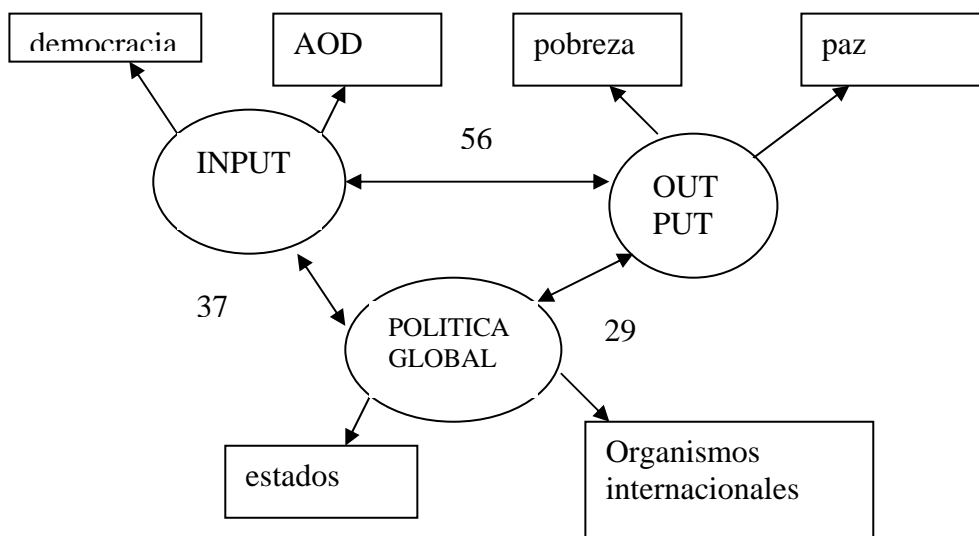 democracia
AOD
pobreza
paz
56
INPUT
OUT
PUT
37
POLITICA
GLOBAL
29
estados
Organismos
internacionales